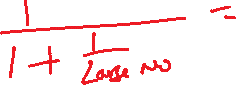 1
1 + 1 =
Large No